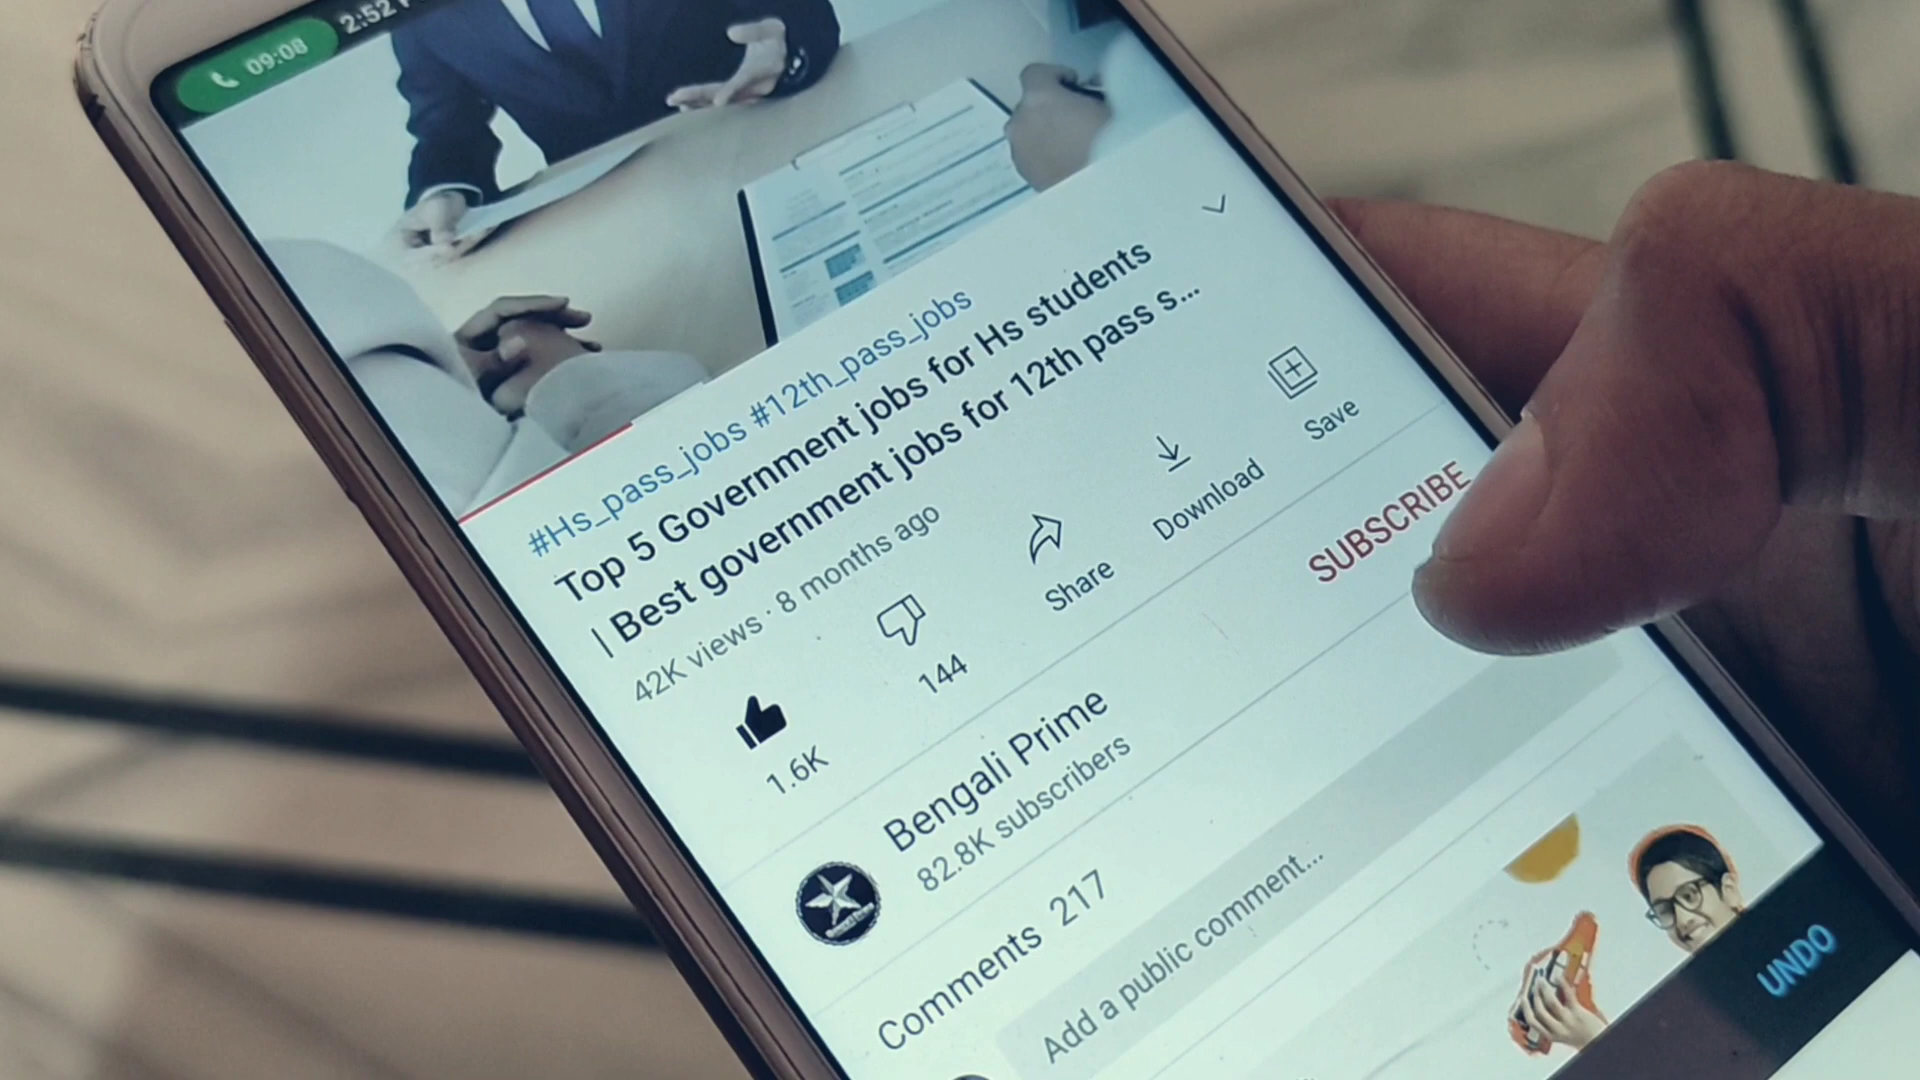 09:08 2:52
#Hs_pass_jobs #12th_pass_jobs
Top 5 Government jobs for Hs students
| Best government jobs for 12th pass s...
42K views · 8 months ago
1.6K
144
Share
Download
Save
Bengali Prime
82.8K subscribers
SUBSCRIBE
Comments 217
Add a public comment...
UNDO